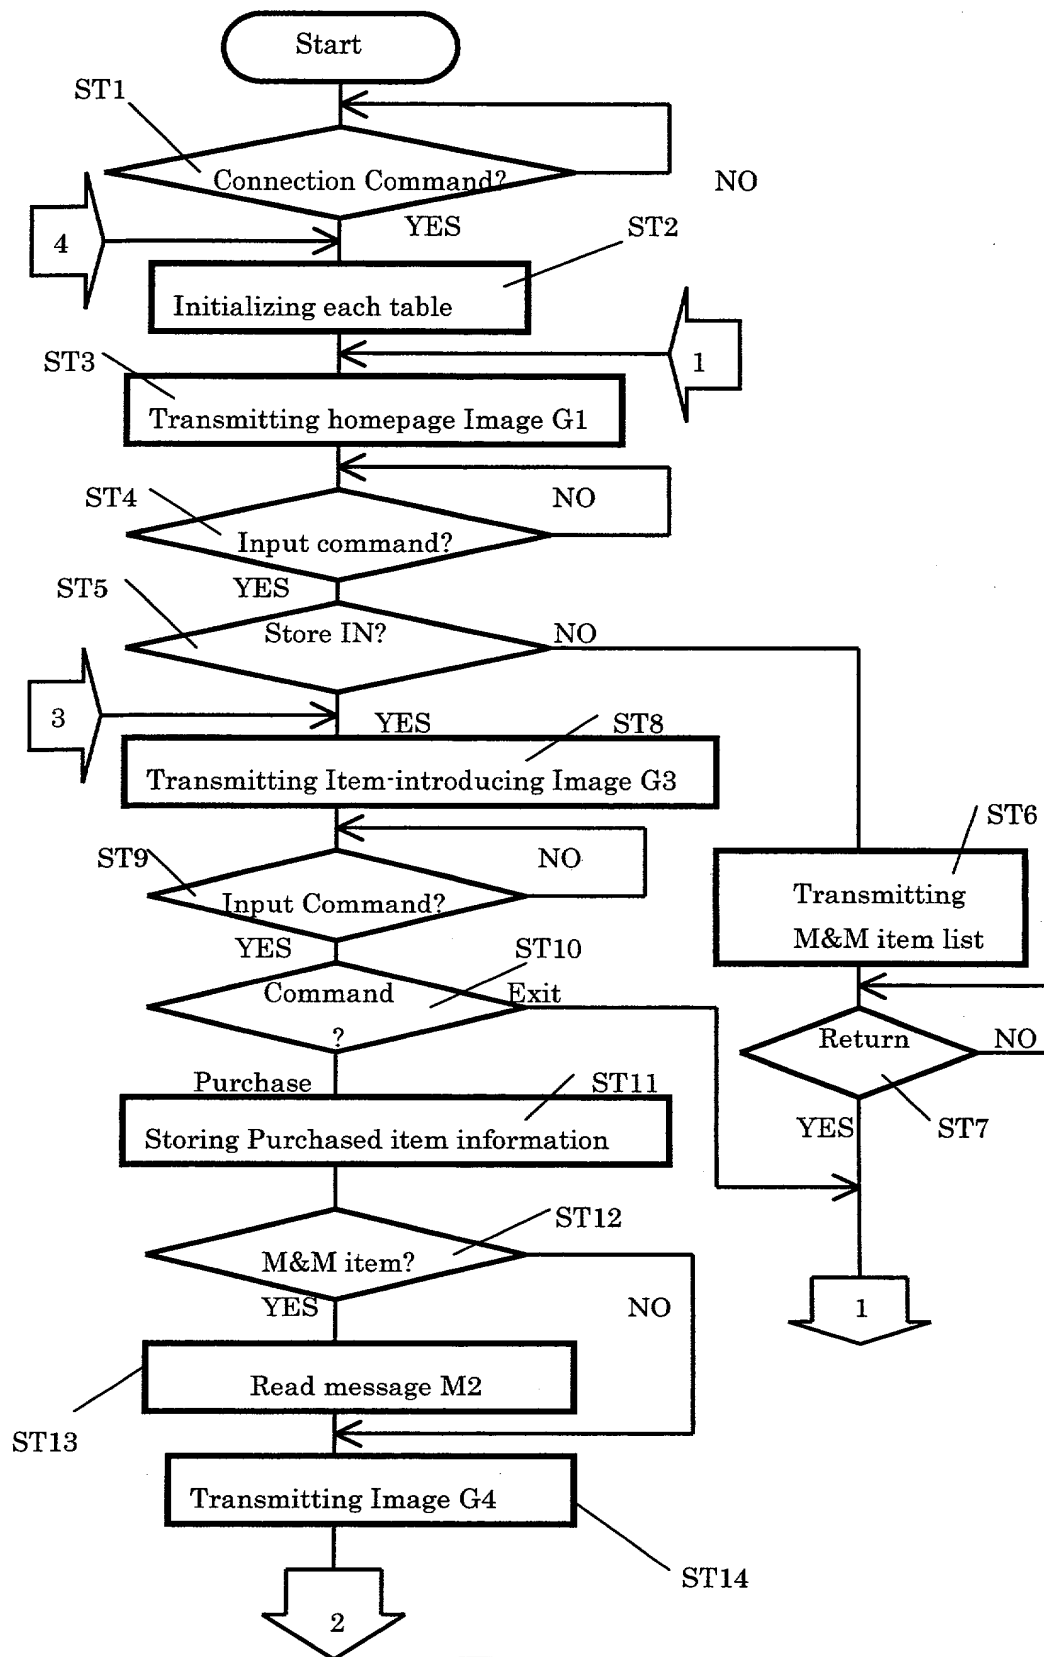 Start
ST1
Connection Command?
NO
YES
4
ST2
Initializing each table
ST3
1
Transmitting homepage Image G1
ST4
NO
Input command?
YES
ST5
Store IN?
NO
3
YES
ST8
Transmitting Item-introducing Image G3
ST6
ST9
NO
Input Command?
Transmitting
M&M item list
YES
ST10
Command
?
Exit
Return
NO
Purchase
ST11
YES
ST7
Storing Purchased item information
ST12
M&M item?
YES
NO
1
Read message M2
ST13
Transmitting Image G4
ST14
2